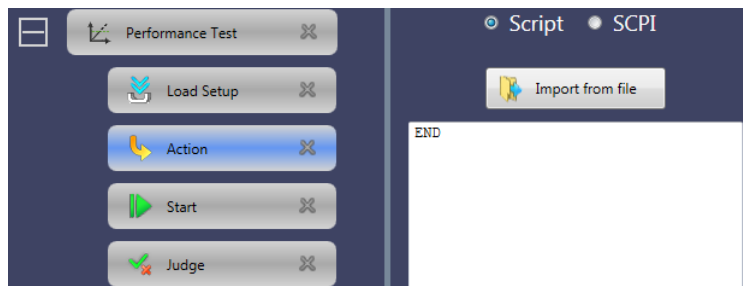 Performance Test
Load Setup
Action
Start
Judge
Script SCPI
Import from file
END